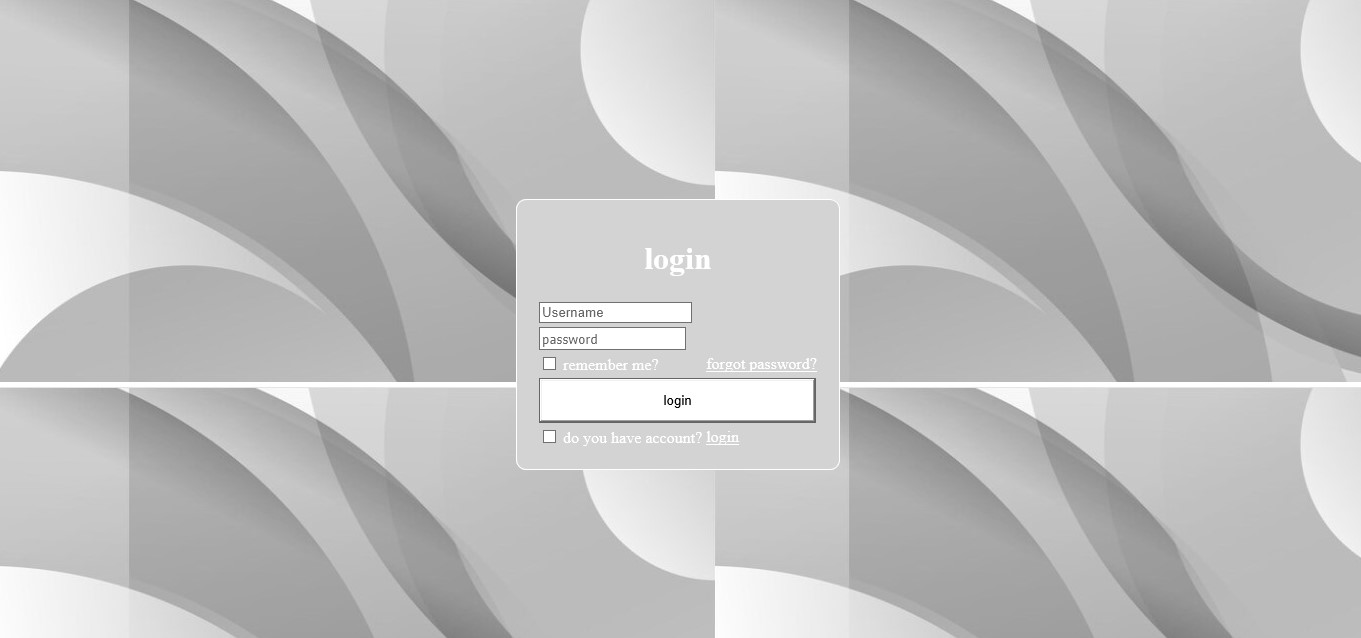 login
Username
password
remember me? forgot password?
login
do you have account? login